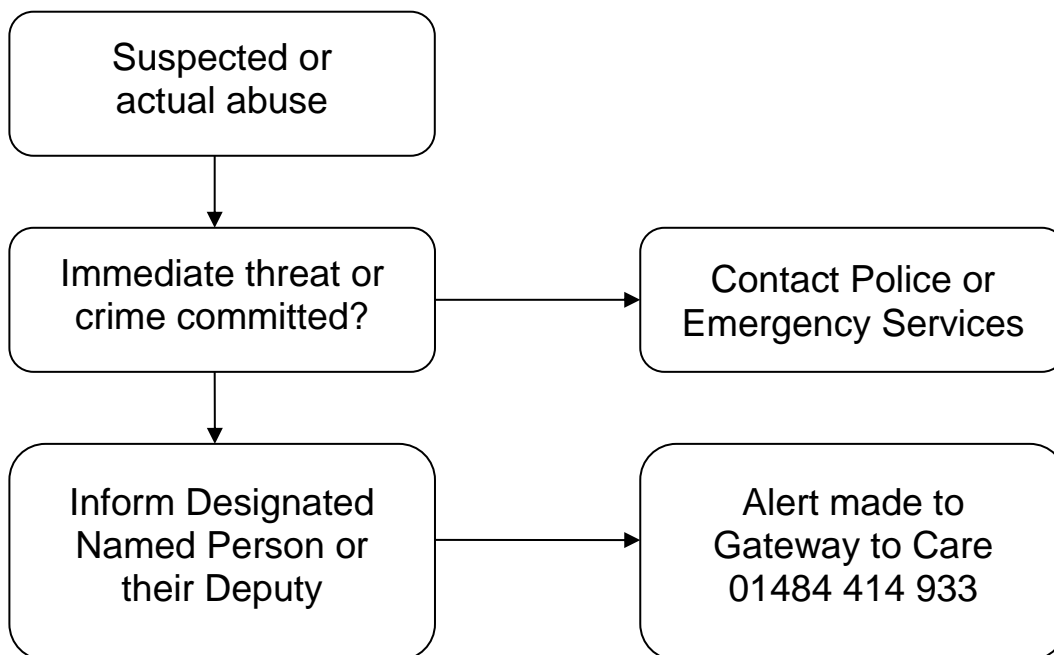 Suspected or
actual abuse
Immediate threat or
crime committed?
Contact Police or
Emergency Services
Inform Designated
Named Person or
their Deputy
Alert made to
Gateway to Care
01484 414 933